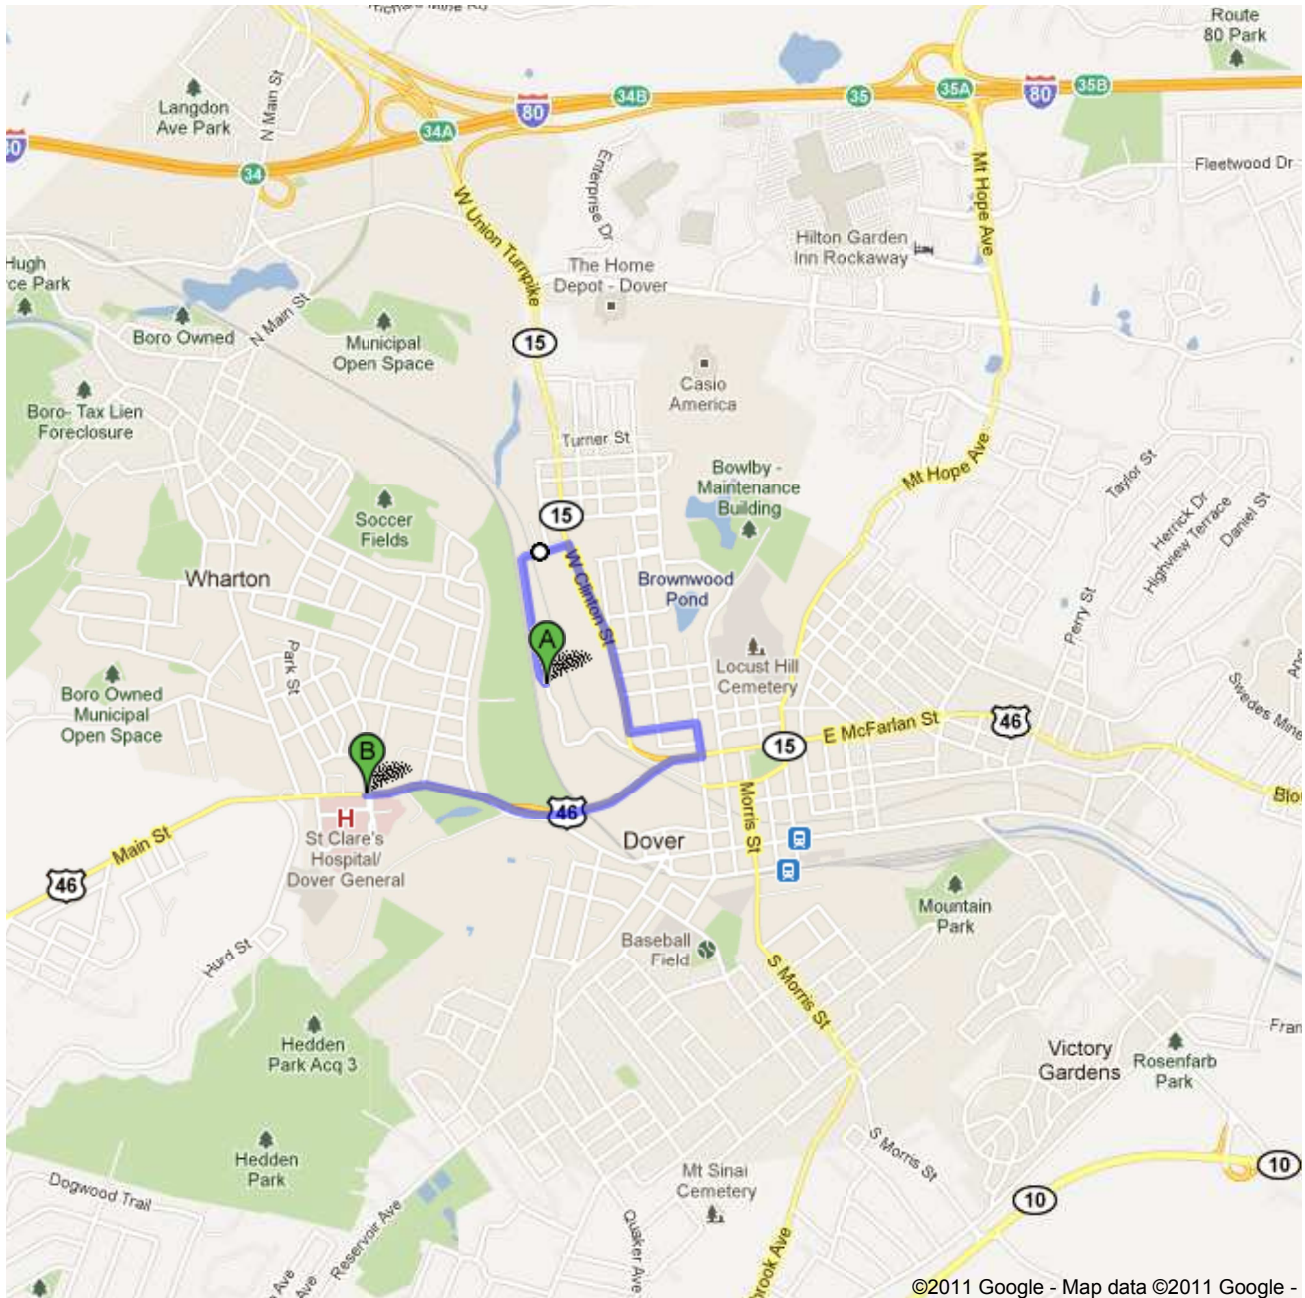 Route
80 Park
Langdon
Ave Park
N Main St
34A
80
34B
35
35A
80
35B
34
Mt Hope Ave
Fleetwood Dr
Enterprise Dr
W Union Turnpike
Hilton Garden
Inn Rockaway
The Home
Depot - Dover
Boro Owned
N Main St
Municipal
Open Space
15
Casio
America
Boro- Tax Lien
Foreclosure
Turner St
Mt Hope Ave
Taylor St
Bowlby -
Maintenance
Building
Soccer
Fields
15
Herrick Dr
Highview Terrace
Daniel St
Wharton
W Clinton St
Brownwood
Pond
Perry St
A
Park St
Locust Hill
Cemetery
Boro Owned
Municipal
Open Space
46
E McFarlan St
15
B
H
St Clare's
Hospital/
Dover General
46
Morris St
Main St
Dover
46
Mountain
Park
Hurd St
Baseball
Field
S Morris St
Hedden
Park Acq 3
Victory
Gardens
Rosenfarb
Park
Hedden
Park
S Morris St
10
Dogwood Trail
Mt Sinai
Cemetery
10
Reservoir Ave
Quaker Ave
©2011 Google - Map data ©2011 Google -